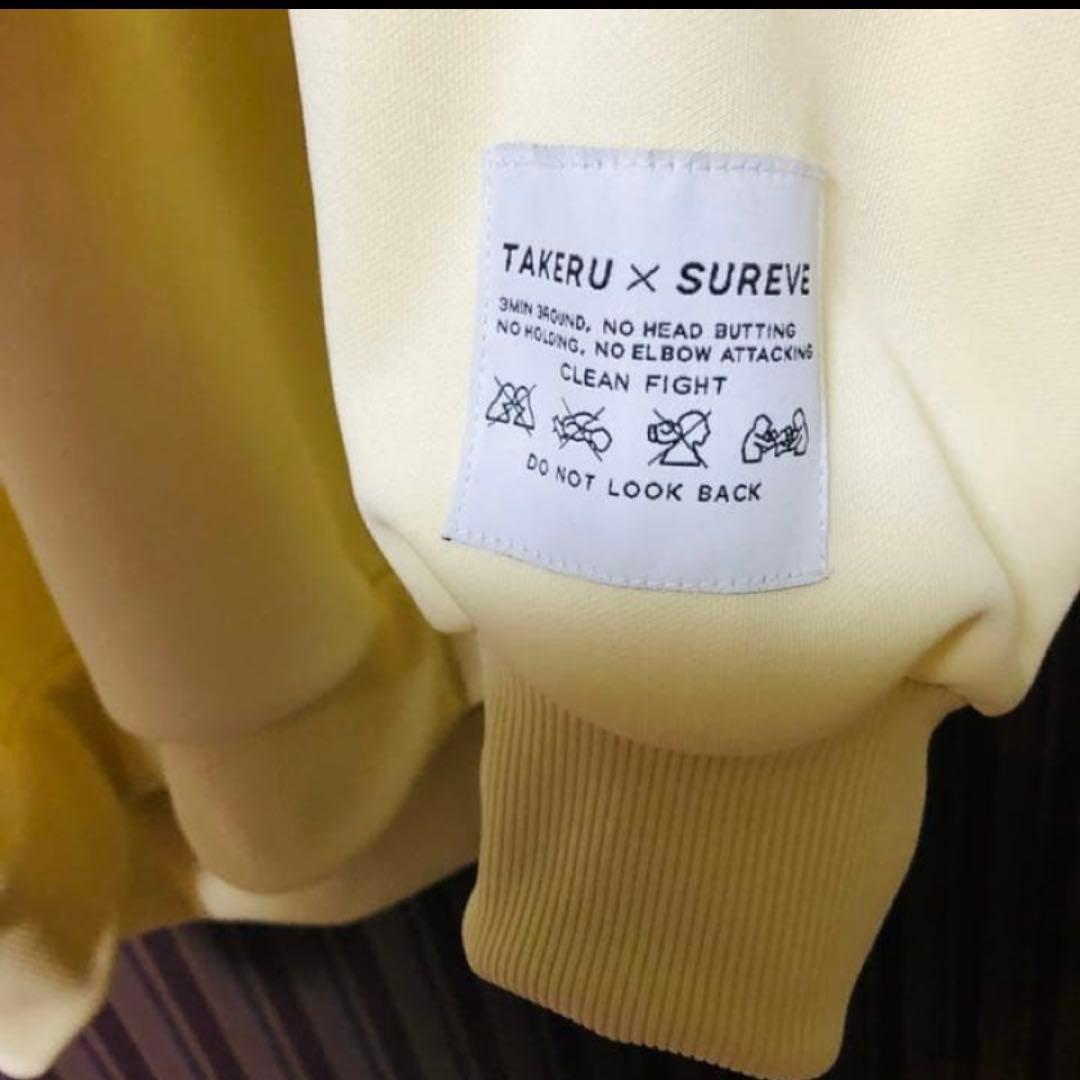 TAKERU × SUREVE
3MIN 3ROUND, NO HEAD BUTTING
NO HOLDING, NO ELBOW ATTACKING
CLEAN FIGHT
DO NOT LOOK BACK